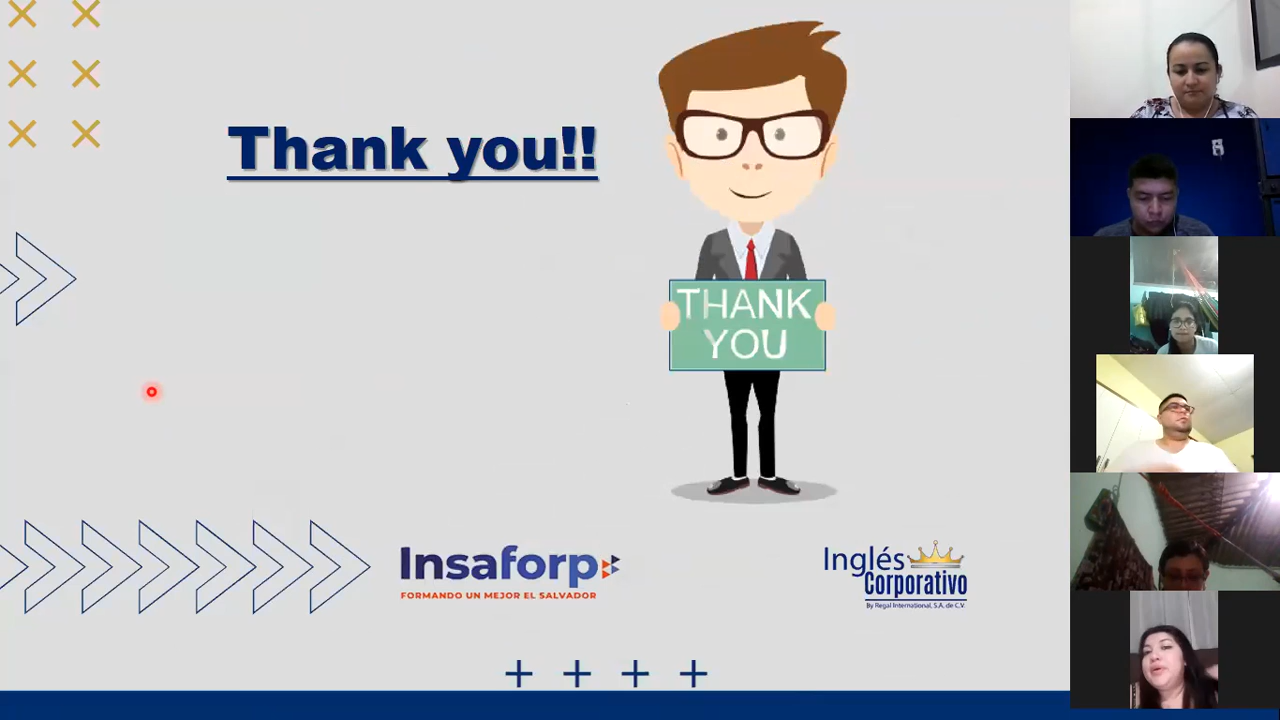 Thank you!!
THANK
YOU
Insaforp
FORMANDO UN MEJOR EL SALVADOR
Inglés
Corporativo
By Regal International, S.A. de C.V.